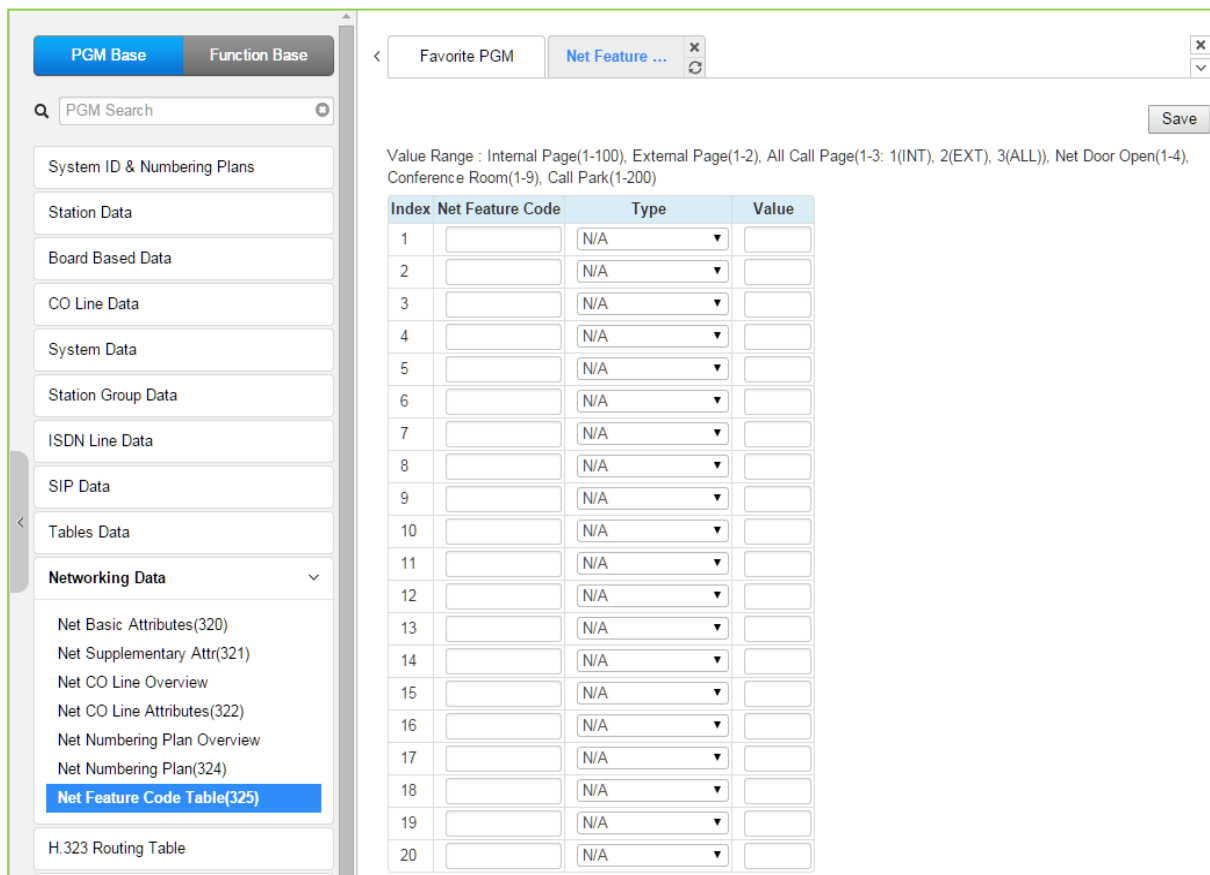 PGM Base
Function Base
PGM Search
System ID & Numbering Plans
Station Data
Board Based Data
CO Line Data
System Data
Station Group Data
ISDN Line Data
SIP Data
Tables Data
Networking Data
Net Basic Attributes(320)
Net Supplementary Attr(321)
Net CO Line Overview
Net CO Line Attributes(322)
Net Numbering Plan Overview
Net Numbering Plan(324)
Net Feature Code Table(325)
H.323 Routing Table
Favorite PGM
Net Feature ...
Save
Value Range : Internal Page(1-100), External Page(1-2), All Call Page(1-3: 1(INT), 2(EXT), 3(ALL)), Net Door Open(1-4),
Conference Room(1-9), Call Park(1-200)
Index Net Feature Code Type Value
1 N/A
2 N/A
3 N/A
4 N/A
5 N/A
6 N/A
7 N/A
8 N/A
9 N/A
10 N/A
11 N/A
12 N/A
13 N/A
14 N/A
15 N/A
16 N/A
17 N/A
18 N/A
19 N/A
20 N/A